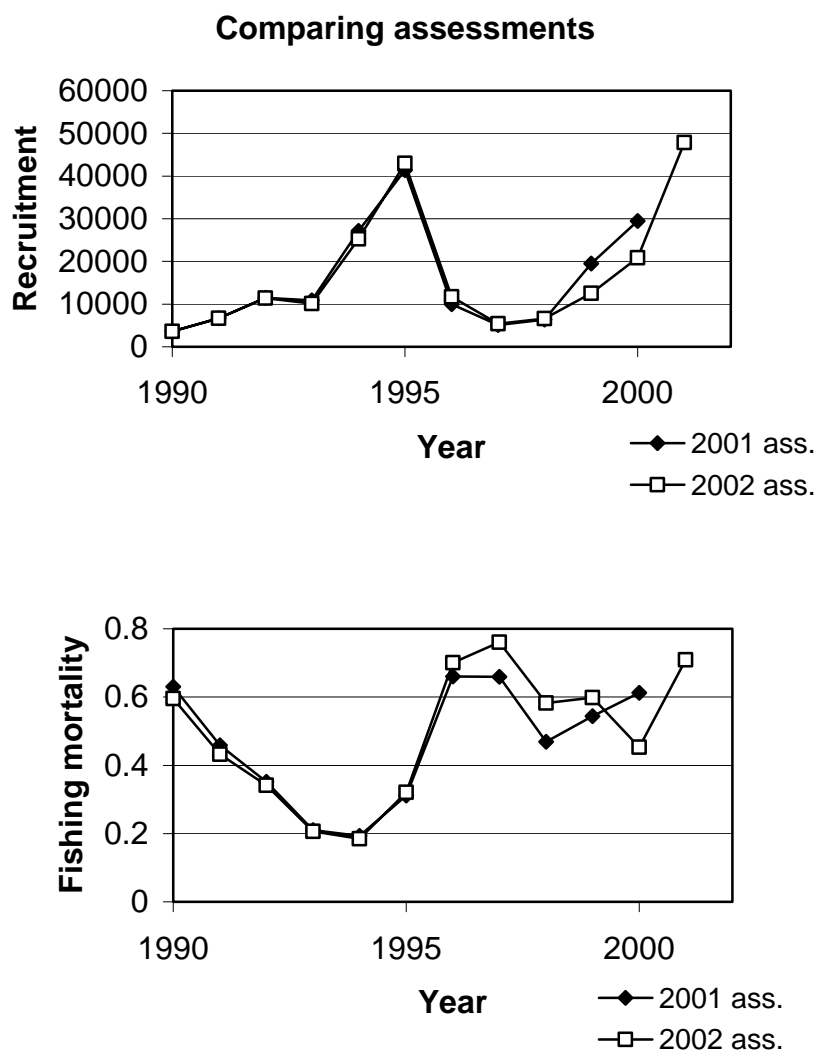 Comparing assessments
60000
50000
40000
30000
20000
10000
0
Recruitment
1990 1995 2000
Year
2001 ass.
2002 ass.
0.8
0.6
0.4
0.2
0
Fishing mortality
1990 1995 2000
Year
2001 ass.
2002 ass.